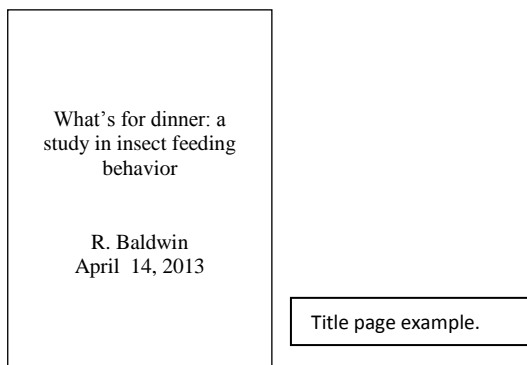 What's for dinner: a
study in insect feeding
behavior
R. Baldwin
April  14, 2013
Title page example.